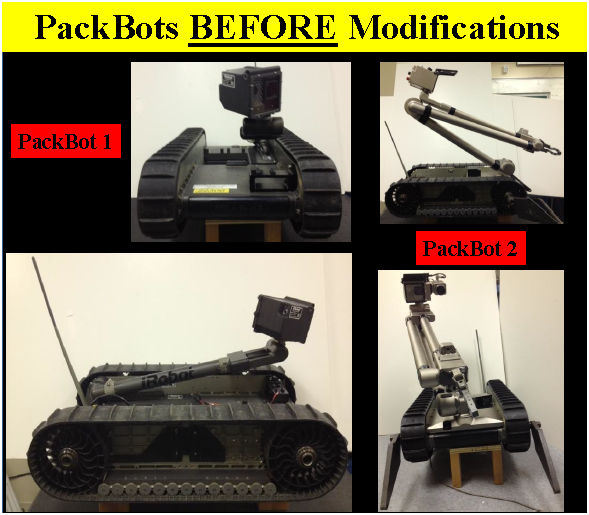 PackBots BEFORE Modifications
PackBot 1
PackBot 2
iRobot